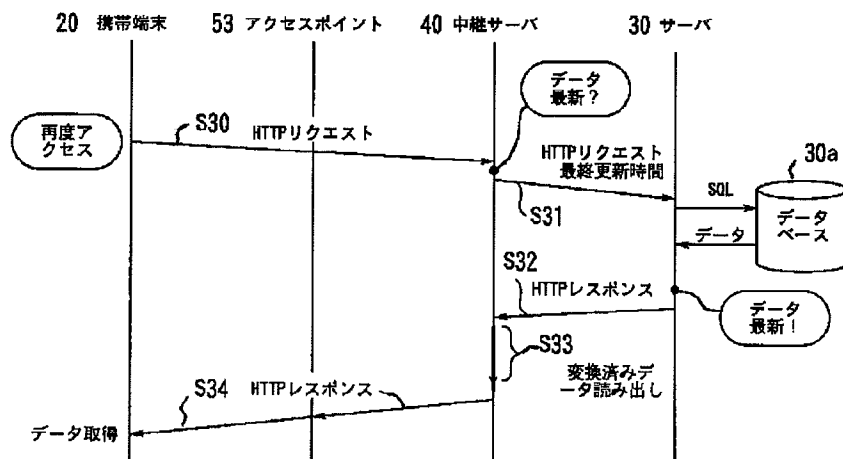 20 携帯端末
53 アクセスポイント
40 中継サーバ
30 サーバ
データ
最新？
再度ア
クセス
S30
HTTPリクエスト
HTTPリクエスト
最終更新時間
S31
30a
SQL
データ
データ
ベース
S32
HTTPレスポンス
データ
最新！
S33
変換済みデ
ータ読み出し
S34
HTTPレスポンス
データ取得